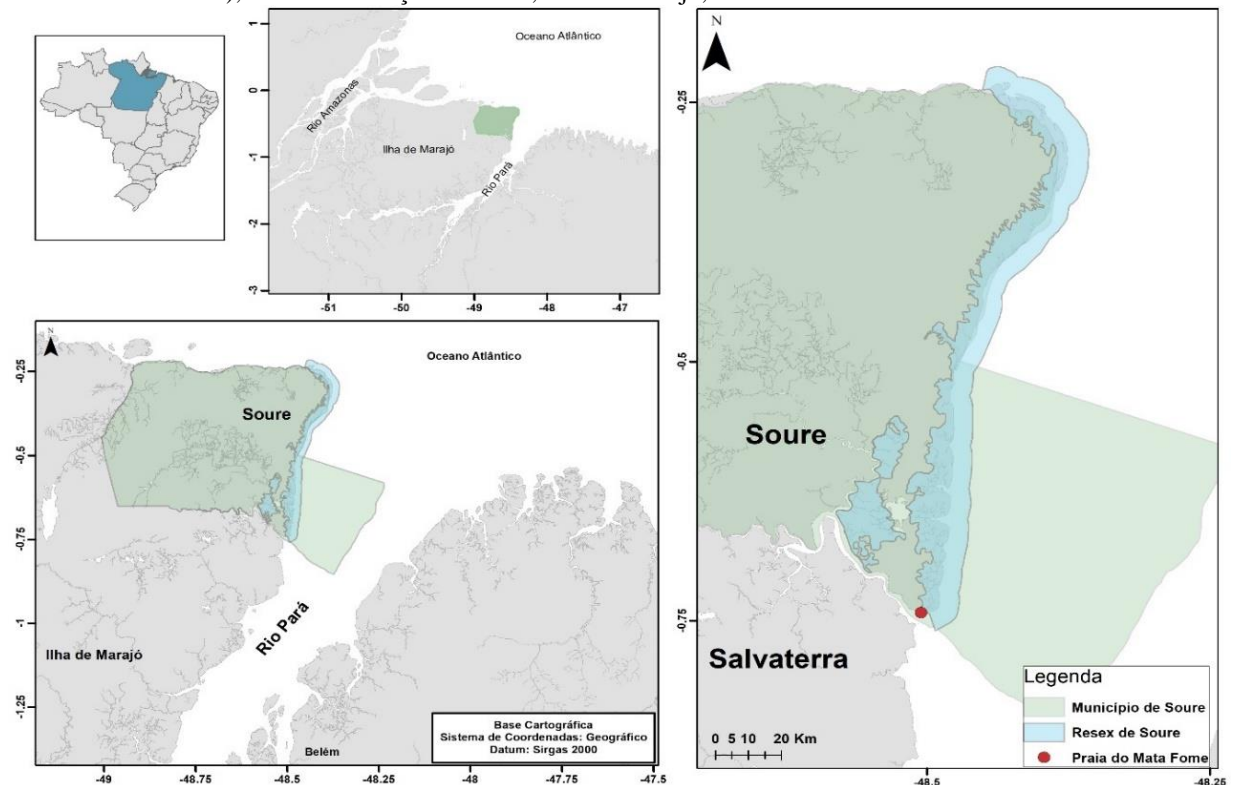 Oceano Atlântico
Rio Amazonas
Ilha de Marajó
Rio Pará
1
0
-1
-2
-3
-51
-50
-49
-48
-47
N
Oceano Atlântico
Soure
Rio Pará
Ilha de Marajó
Belém
Base Cartográfica
Sistema de Coordenadas: Geográfico
Datum: Sirgas 2000
-0.25
-0.5
-0.75
-1
-1.25
-49
-48.75
-48.5
-48.25
-48
-47.75
-47.5
N
-0.25
-0.5
-0.75
Soure
Salvaterra
0 5 10 20 Km
Legenda
Município de Soure
Resex de Soure
Praia do Mata Fome
-48.5
-48.25